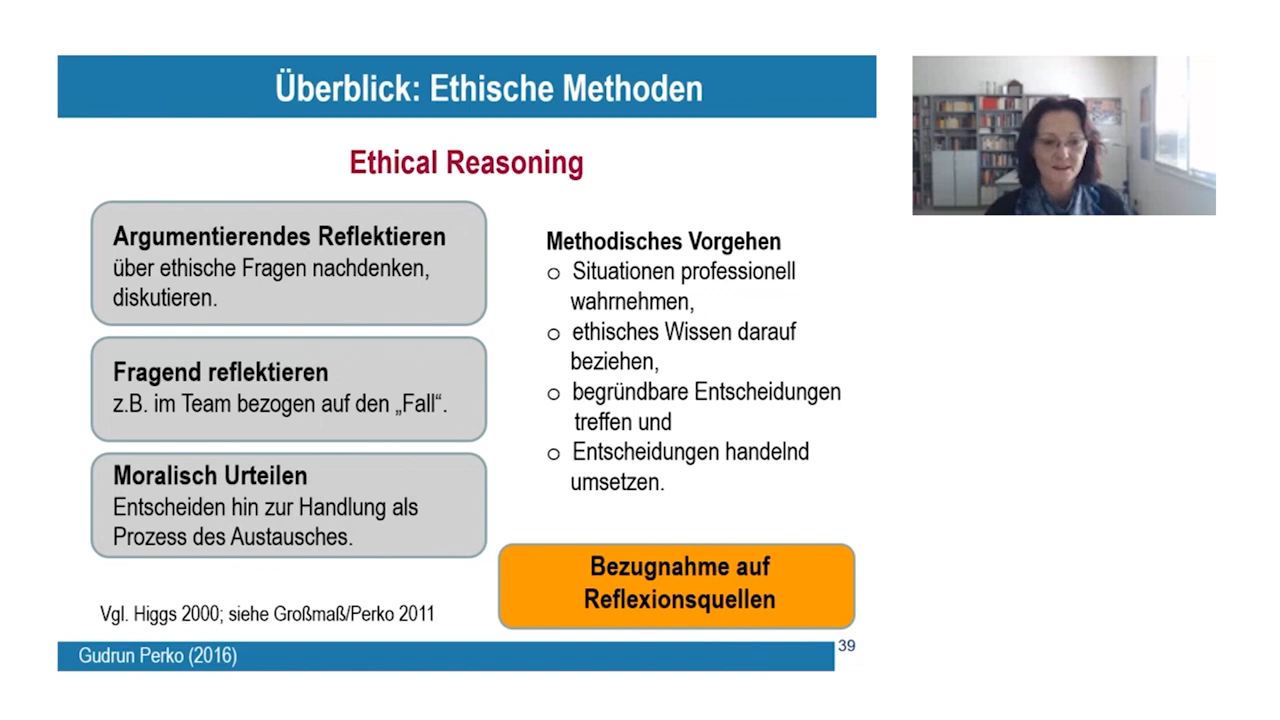 Überblick: Ethische Methoden
Ethical Reasoning
Argumentierendes Reflektieren
über ethische Fragen nachdenken,
diskutieren.
Fragend reflektieren
z.B. im Team bezogen auf den „Fall“.
Moralisch Urteilen
Entscheiden hin zur Handlung als
Prozess des Austausches.
Vgl. Higgs 2000; siehe Großmaß/Perko 2011
Methodisches Vorgehen
o Situationen professionell
wahrnehmen,
o ethisches Wissen darauf
beziehen,
o begründbare Entscheidungen
treffen und
o Entscheidungen handelnd
umsetzen.
Bezugnahme auf
Reflexionsquellen
Gudrun Perko (2016)
39